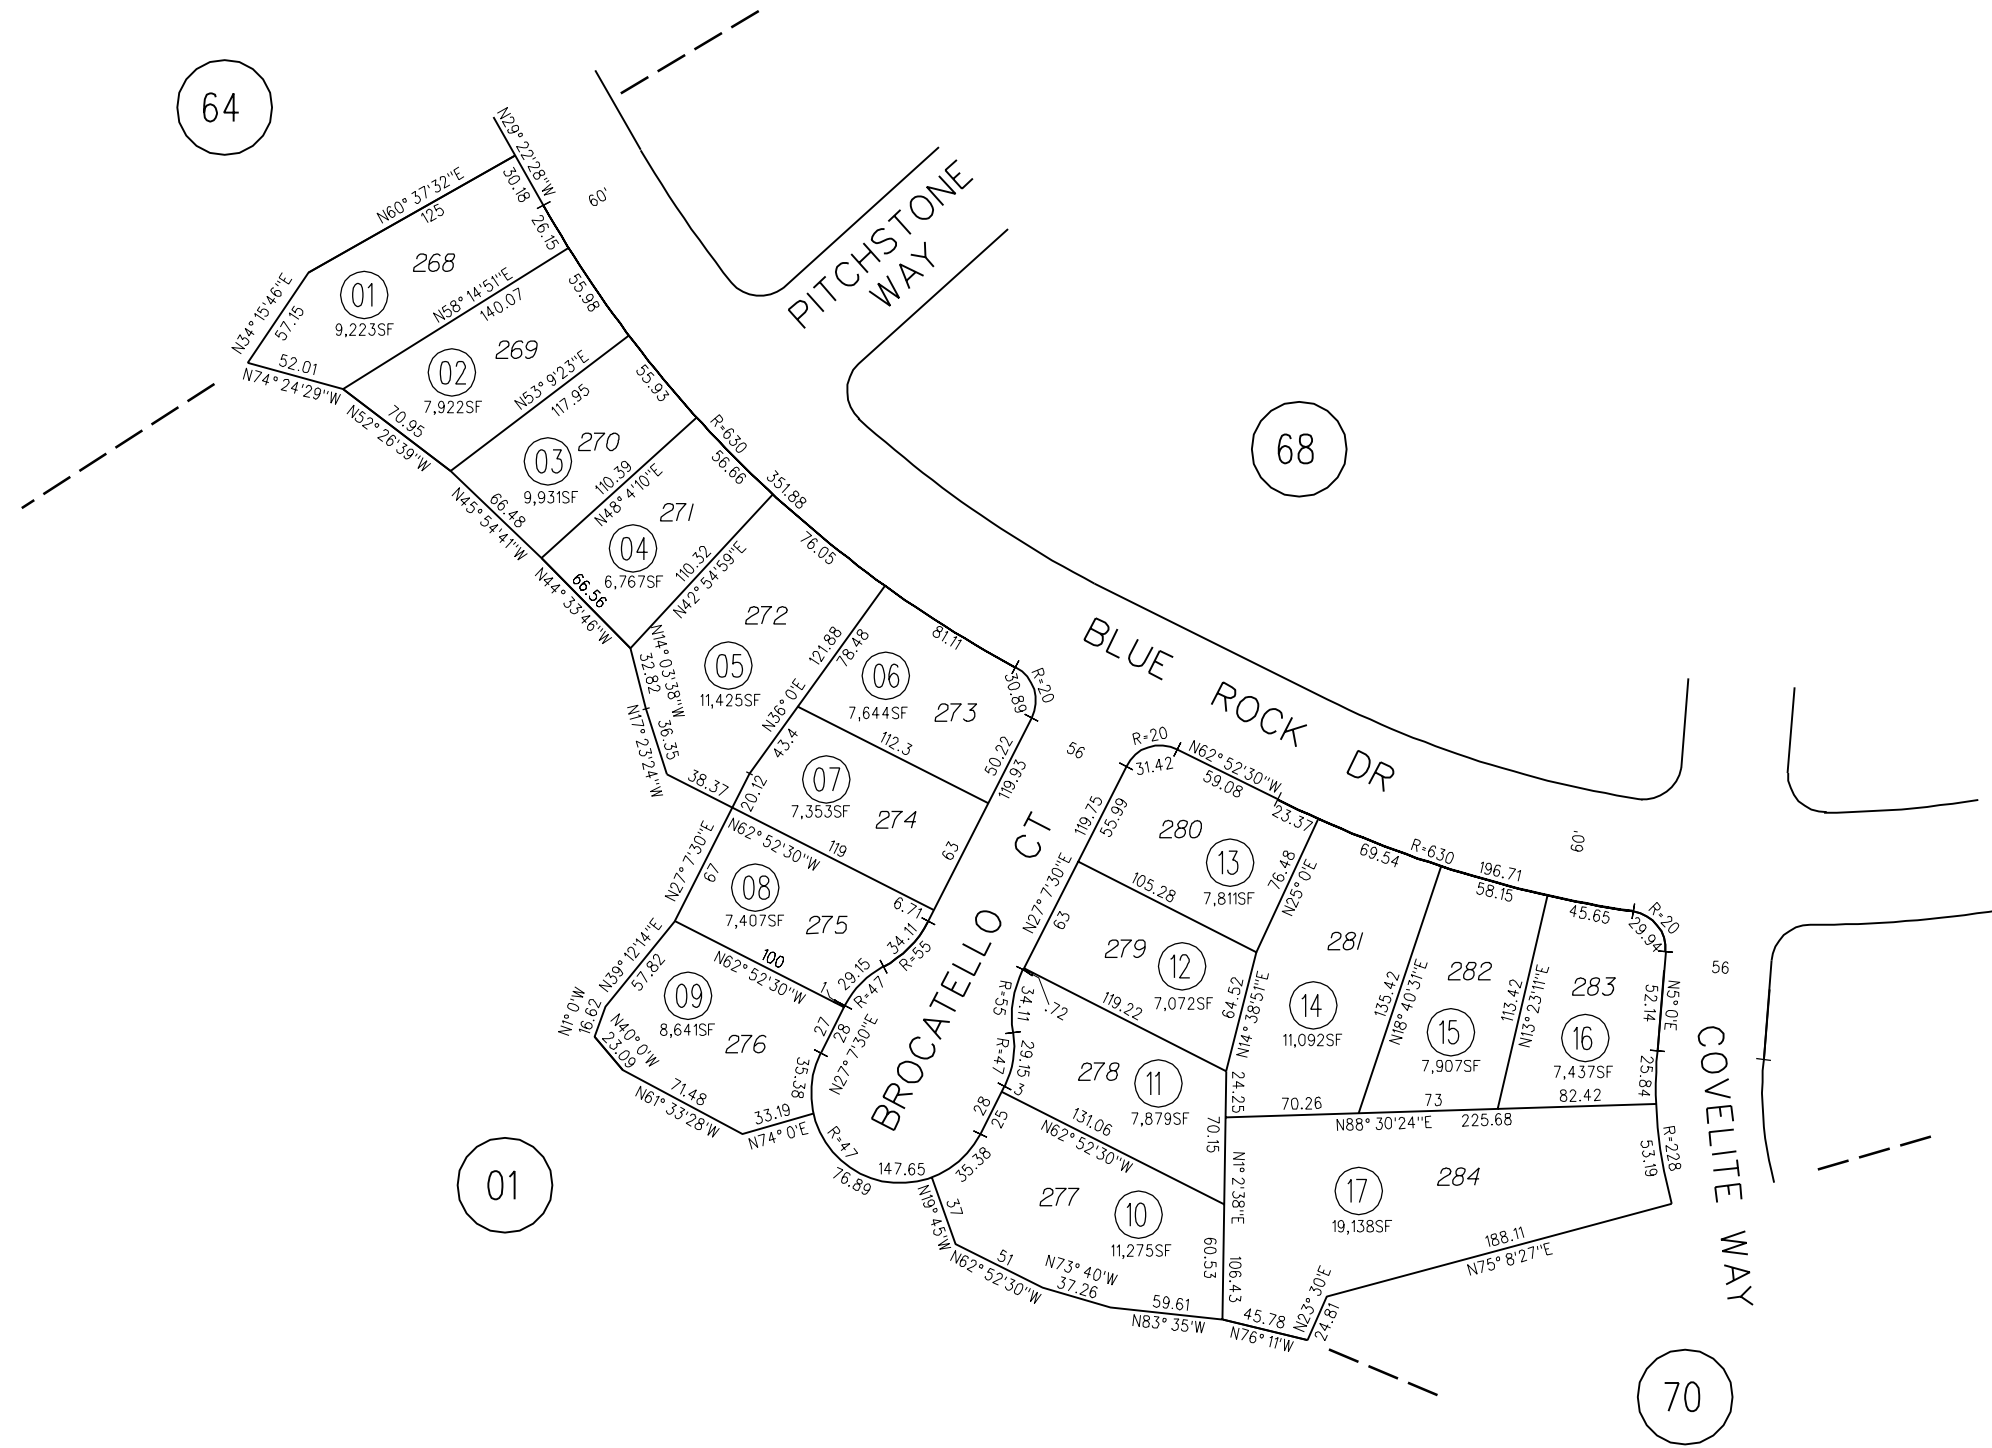 64
N29° 22'28"W
60'
N60° 37'32"E
125
30.18
26.15
PITCHSTONE
WAY
268
01
9,223SF
N34° 15'46"E
57.15
52.01
N74° 24'29"W
N58° 14'51"E
140.07
55.98
269
02
7,922SF
N53° 9'23"E
117.95
55.93
70.95
N52° 26'39"W
R=630
56.66
351.88
68
270
03
9,931SF
110.39
N48° 4'10"E
66.48
N45° 54'41"W
271
04
6,767SF
110.32
N42° 54'59"E
66.56
N44° 33'46"W
76.05
272
05
11,425SF
N14° 03'38"W
32.82
N17° 23'24"W
36.35
38.37
121.88
78.48
N36° 0'E
43.4
20.12
81.11
R=20
30.89
06
7,644SF
273
112.3
50.22
119.93
BLUE ROCK DR
56
R=20
31.42
N62° 52'30"W
59.08
23.37
07
7,353SF
274
N62° 52'30"W
119
63
6.71
BROCATELLO CT
119.75
55.99
N27° 7'30"E
63
280
13
7,811SF
105.28
76.48
N25° 0'E
69.54
R=630
196.71
58.15
45.65
60'
R=20
29.94
56
N27° 7'30"E
67
08
7,407SF
275
100
N62° 52'30"W
34.11
R=55
29.15
R=47
1
27
28
N27° 7'30"E
35.38
N39° 12'14"E
57.82
09
8,641SF
276
N1° 0'W
16.62
N40° 0'W
23.09
71.48
N61° 33'28"W
33.19
N74° 0'E
R=47
76.89
147.65
279
12
7,072SF
119.22
.72
64.52
N14° 38'51"E
R=55
34.11
R=47
29.15
3
28
25
35.38
278
11
7,879SF
131.06
N62° 52'30"W
24.25
70.15
281
14
11,092SF
135.42
N18° 40'31"E
282
15
7,907SF
113.42
N13° 23'11"E
283
16
7,437SF
52.14
N5° 0'E
25.84
70.26
73
82.42
N88° 30'24"E
225.68
R=228
53.19
COVELITE WAY
01
277
10
11,275SF
N19° 45'W
37
51
N62° 52'30"W
N73° 40'W
37.26
59.61
N83° 35'W
60.53
N1° 2'38"E
106.43
284
17
19,138SF
188.11
N75° 8'27"E
N23° 30'E
24.81
45.78
N76° 11'W
70